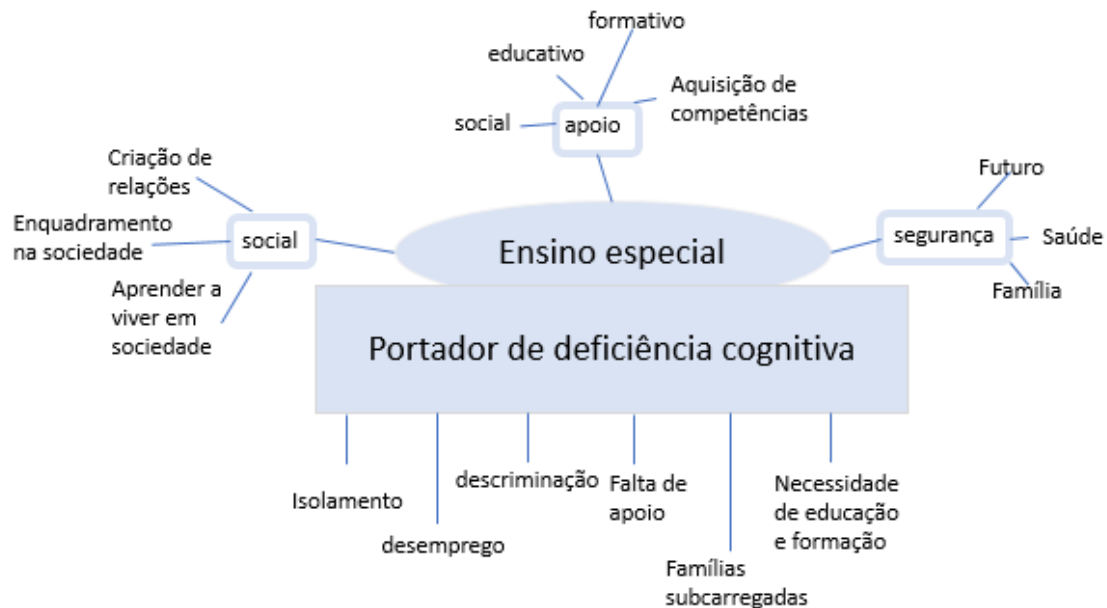 formativo
educativo
Aquisição de
competências
social
apoio
Criação de
relações
Enquadramento
na sociedade
social
Aprender a
viver em
sociedade
Futuro
segurança
Saúde
Família
Ensino especial
Portador de deficiência cognitiva
Isolamento
desemprego
descriminação
Falta de
apoio
Famílias
subcarregadas
Necessidade
de educação
e formação